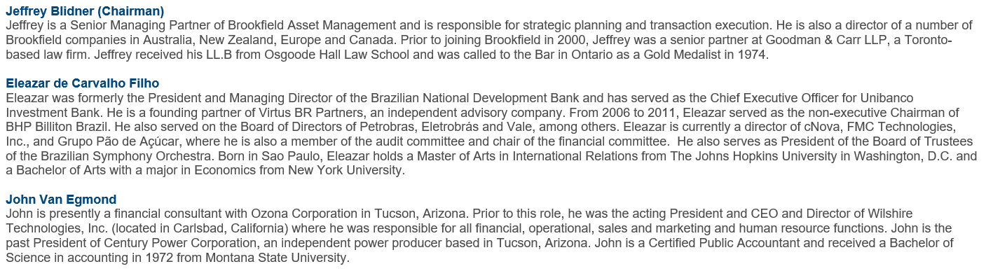 Jeffrey Blidner (Chairman)
Jeffrey is a Senior Managing Partner of Brookfield Asset Management and is responsible for strategic planning and transaction execution. He is also a director of a number of
Brookfield companies in Australia, New Zealand, Europe and Canada. Prior to joining Brookfield in 2000, Jeffrey was a senior partner at Goodman & Carr LLP, a Toronto-
based law firm. Jeffrey received his LL.B from Osgoode Hall Law School and was called to the Bar in Ontario as a Gold Medalist in 1974.
Eleazar de Carvalho Filho
Eleazar was formerly the President and Managing Director of the Brazilian National Development Bank and has served as the Chief Executive Officer for Unibanco
Investment Bank. He is a founding partner of Virtus BR Partners, an independent advisory company. From 2006 to 2011, Eleazar served as the non-executive Chairman of
BHP Billiton Brazil. He also served on the Board of Directors of Petrobras, Eletrobrás and Vale, among others. Eleazar is currently a director of cNova, FMC Technologies,
Inc., and Grupo Pão de Açúcar, where he is also a member of the audit committee and chair of the financial committee.  He also serves as President of the Board of Trustees
of the Brazilian Symphony Orchestra. Born in Sao Paulo, Eleazar holds a Master of Arts in International Relations from The Johns Hopkins University in Washington, D.C. and
a Bachelor of Arts with a major in Economics from New York University.
John Van Egmond
John is presently a financial consultant with Ozona Corporation in Tucson, Arizona. Prior to this role, he was the acting President and CEO and Director of Wilshire
Technologies, Inc. (located in Carlsbad, California) where he was responsible for all financial, operational, sales and marketing and human resource functions. John is the
past President of Century Power Corporation, an independent power producer based in Tucson, Arizona. John is a Certified Public Accountant and received a Bachelor of
Science in accounting in 1972 from Montana State University.